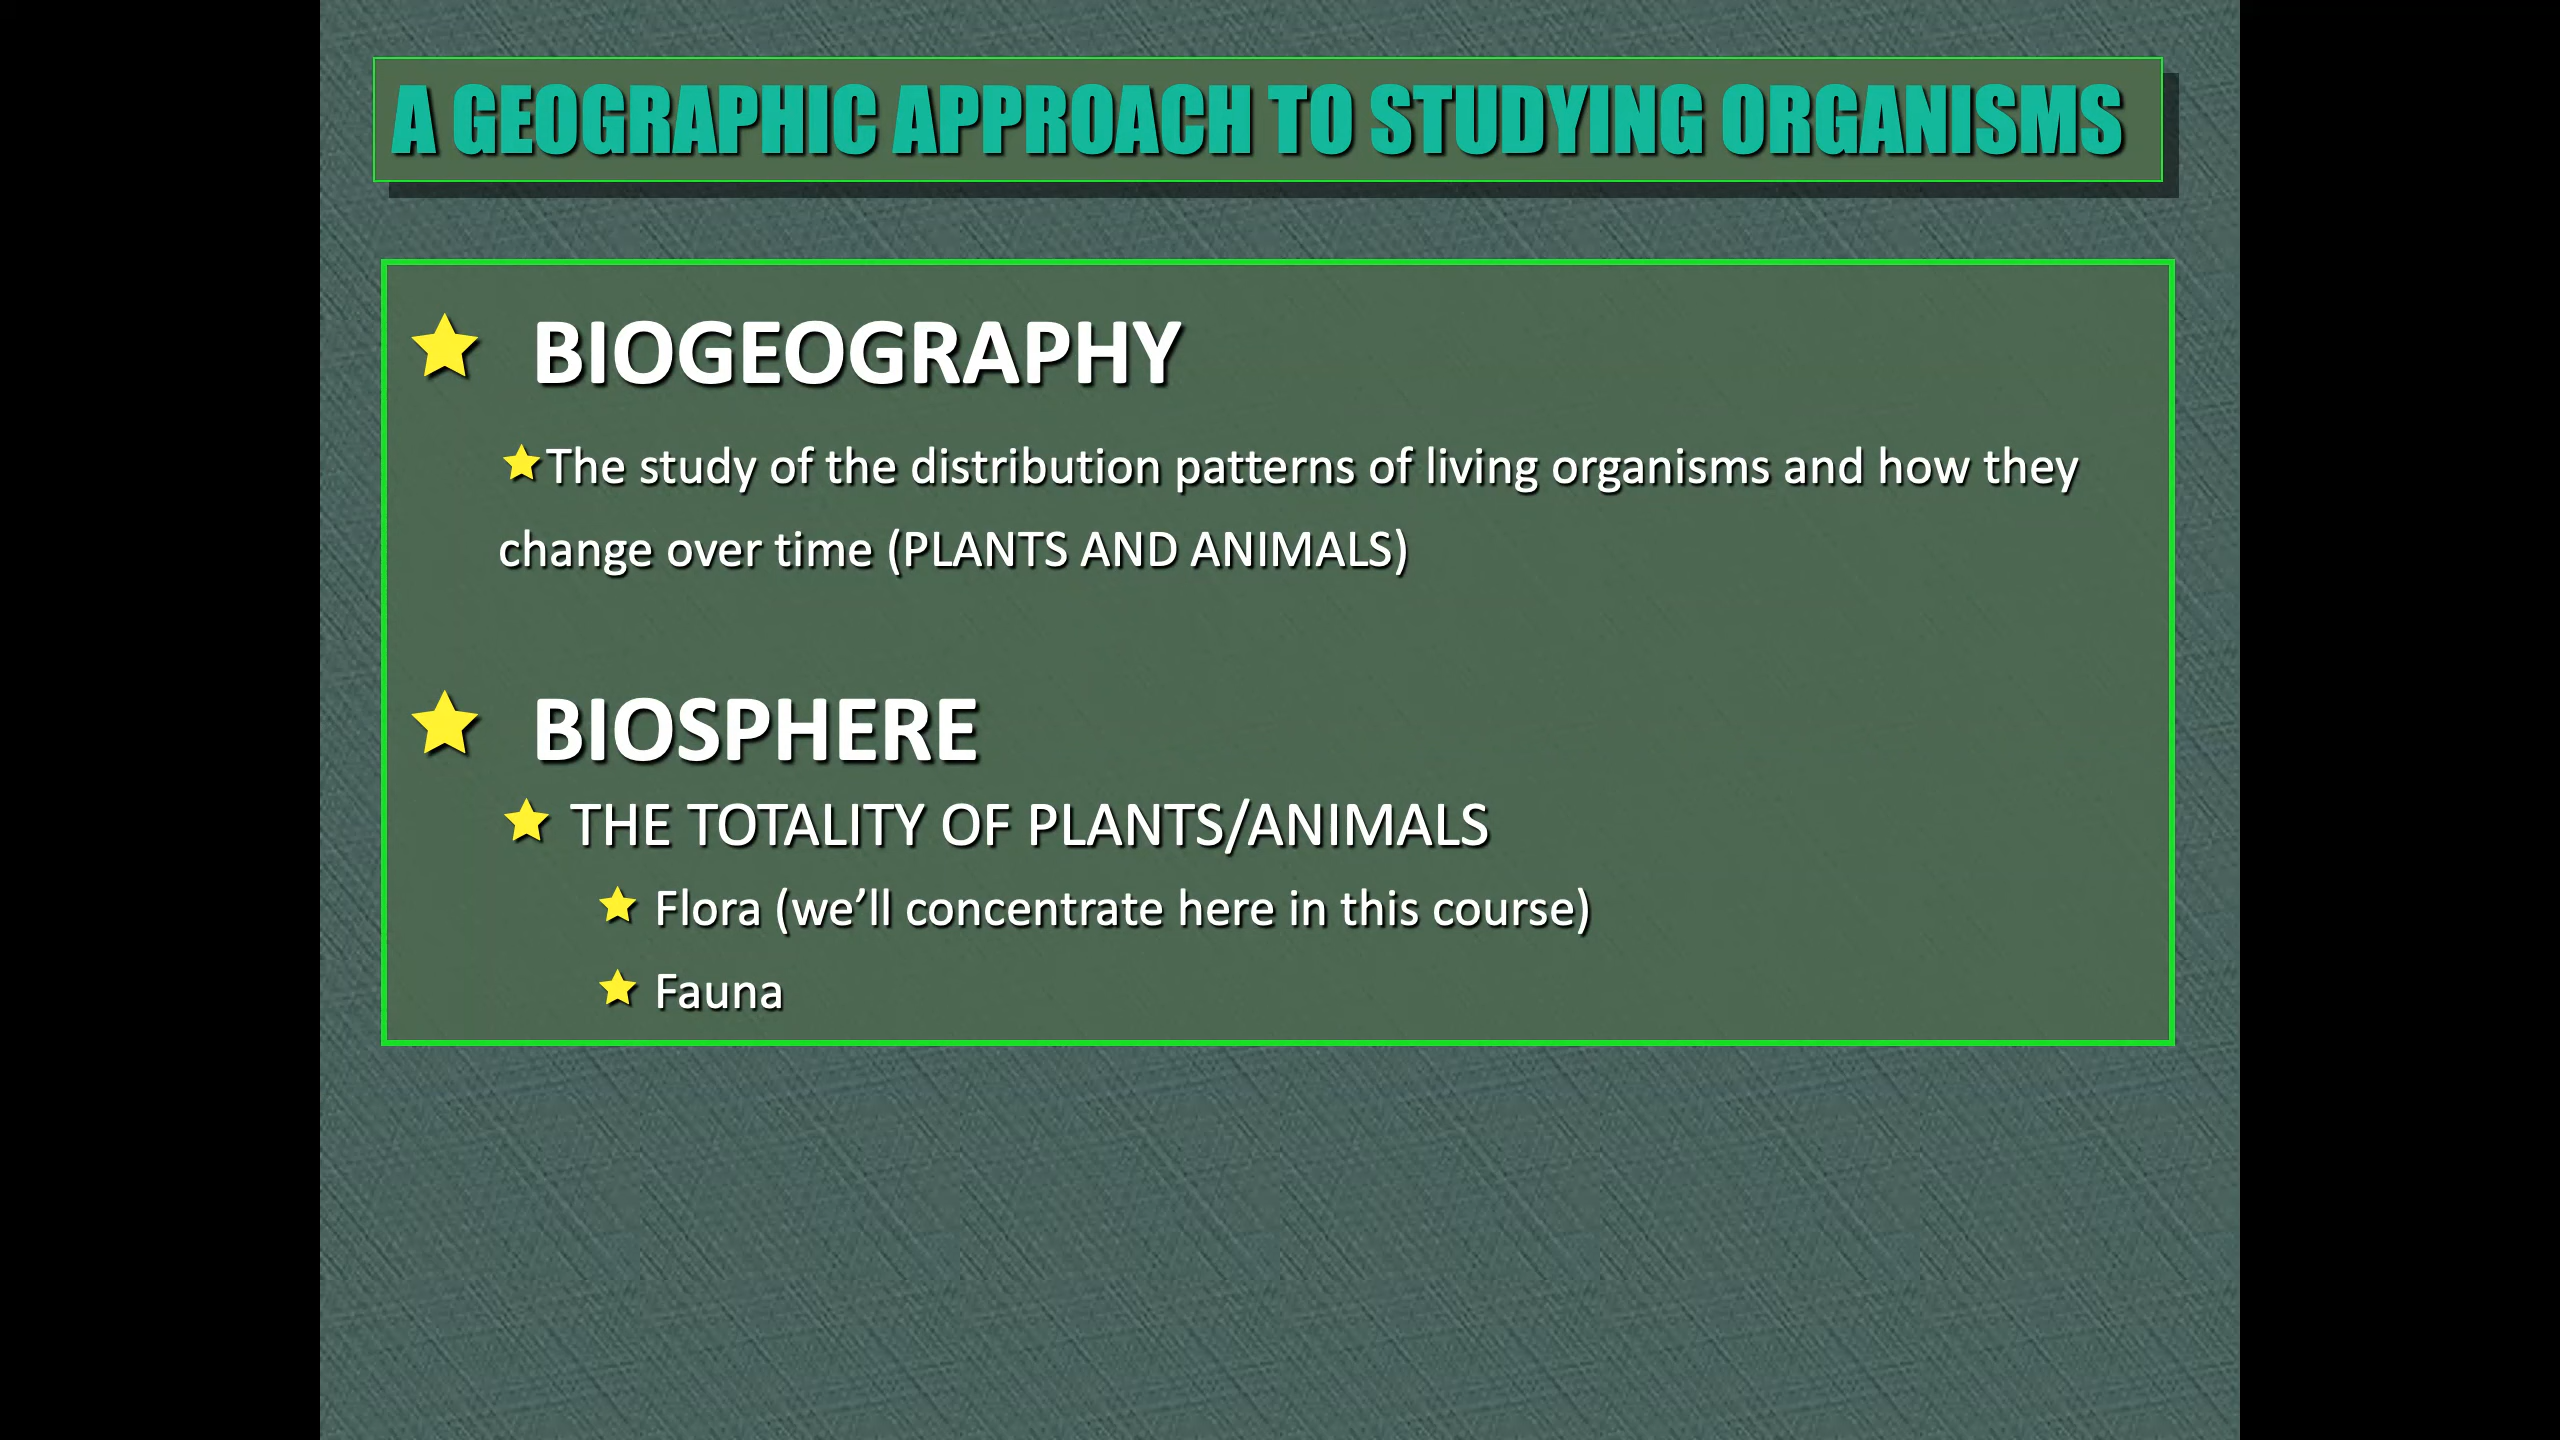 A GEOGRAPHIC APPROACH TO STUDYING ORGANISMS
BIOGEOGRAPHY
The study of the distribution patterns of living organisms and how they
change over time (PLANTS AND ANIMALS)
BIOSPHERE
THE TOTALITY OF PLANTS/ANIMALS
Flora (we’ll concentrate here in this course)
Fauna